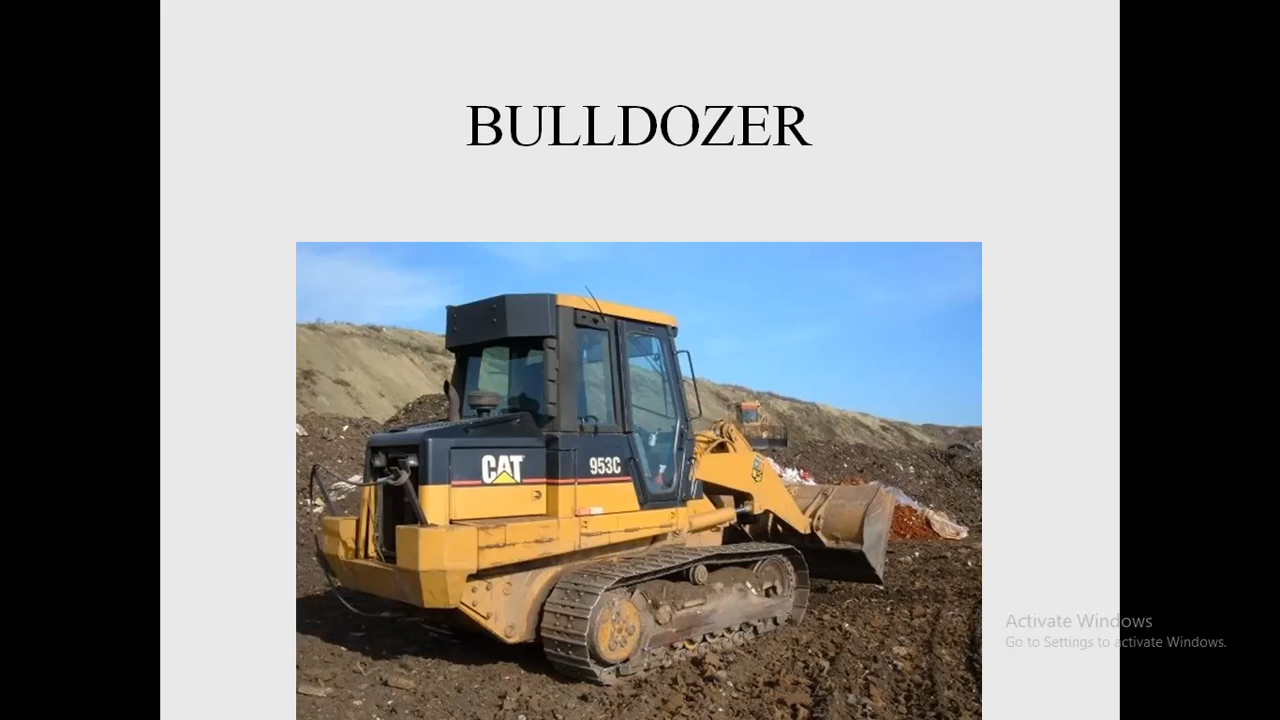 BULLDOZER
CAT
953C
Activate Windows
Go to Settings to activate Windows.